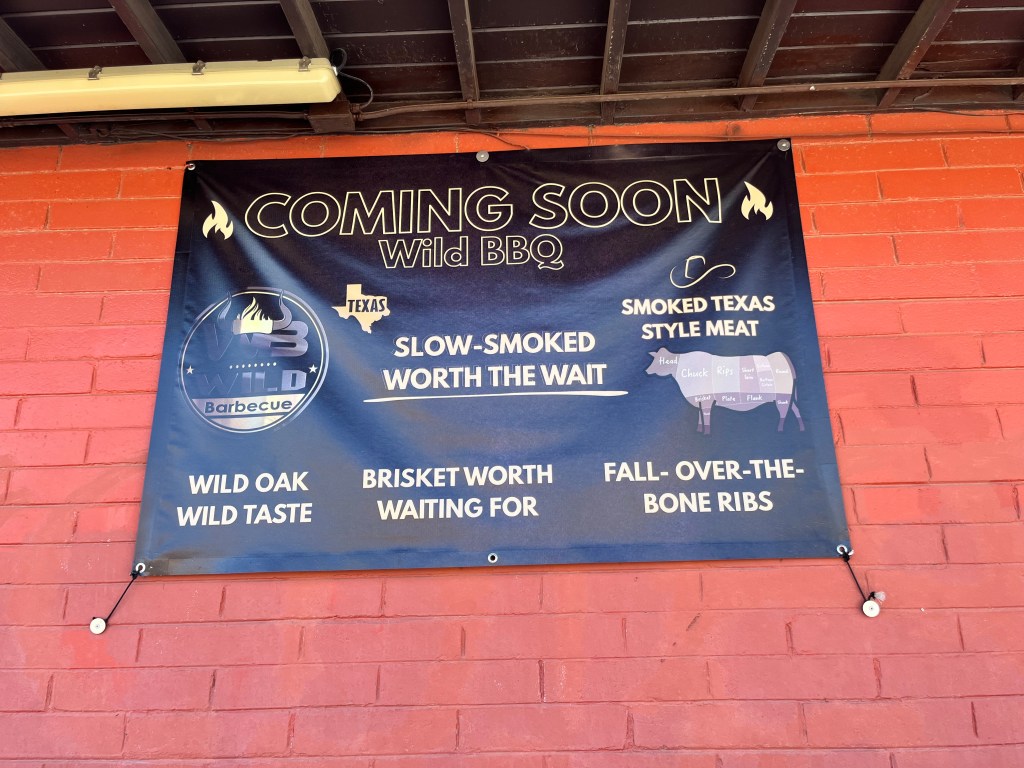 COMING SOON
Wild BBQ
TEXAS
SMOKED TEXAS
STYLE MEAT
SLOW-SMOKED
WORTH THE WAIT
WB
WILD
Barbecue
Head
Chuck
Ribs
Plate
Flank
WILD OAK
WILD TASTE
BRISKET WORTH
WAITING FOR
FALL- OVER-THE-
BONE RIBS